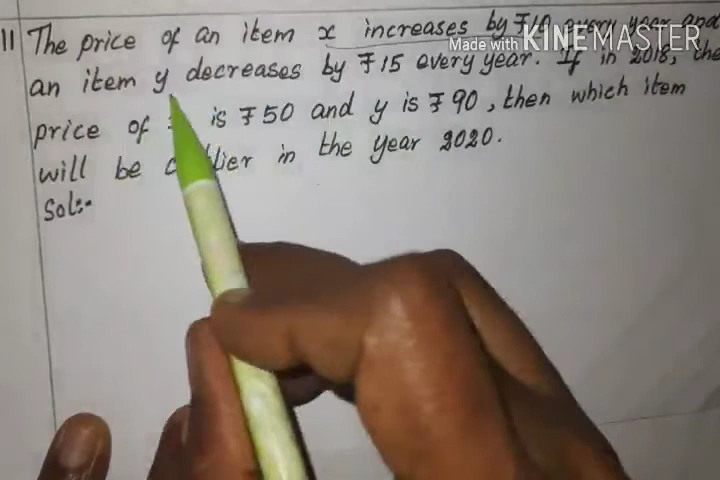 11 The price of an item x increases by ₹10 every year and
Made with KINEMASTER
an item y decreases by ₹15 every year. If in 2018, the
price of is ₹50 and y is ₹90, then which item
will be in the year 2020.
Sol:-